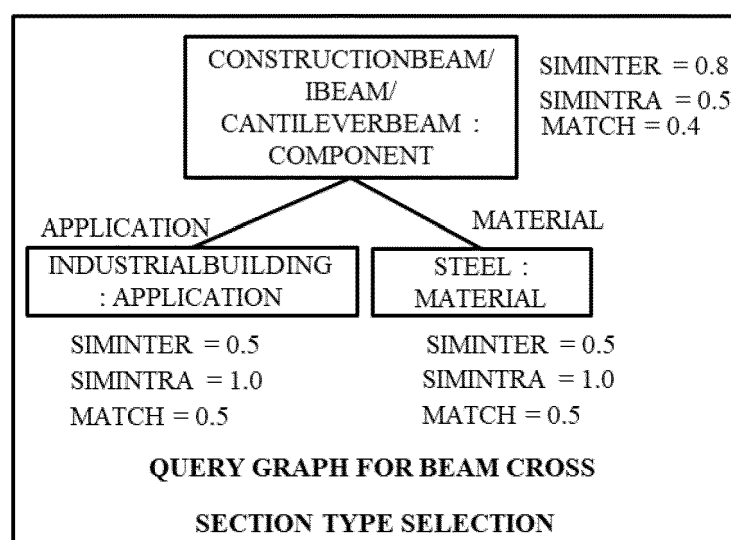 CONSTRUCTIONBEAM/
IBEAM/
CANTILEVERBEAM :
COMPONENT
SIMINTER = 0.8
SIMINTRA = 0.5
MATCH = 0.4
APPLICATION
MATERIAL
INDUSTRIALBUILDING
: APPLICATION
STEEL :
MATERIAL
SIMINTER = 0.5
SIMINTRA = 1.0
MATCH = 0.5
SIMINTER = 0.5
SIMINTRA = 1.0
MATCH = 0.5
QUERY GRAPH FOR BEAM CROSS
SECTION TYPE SELECTION